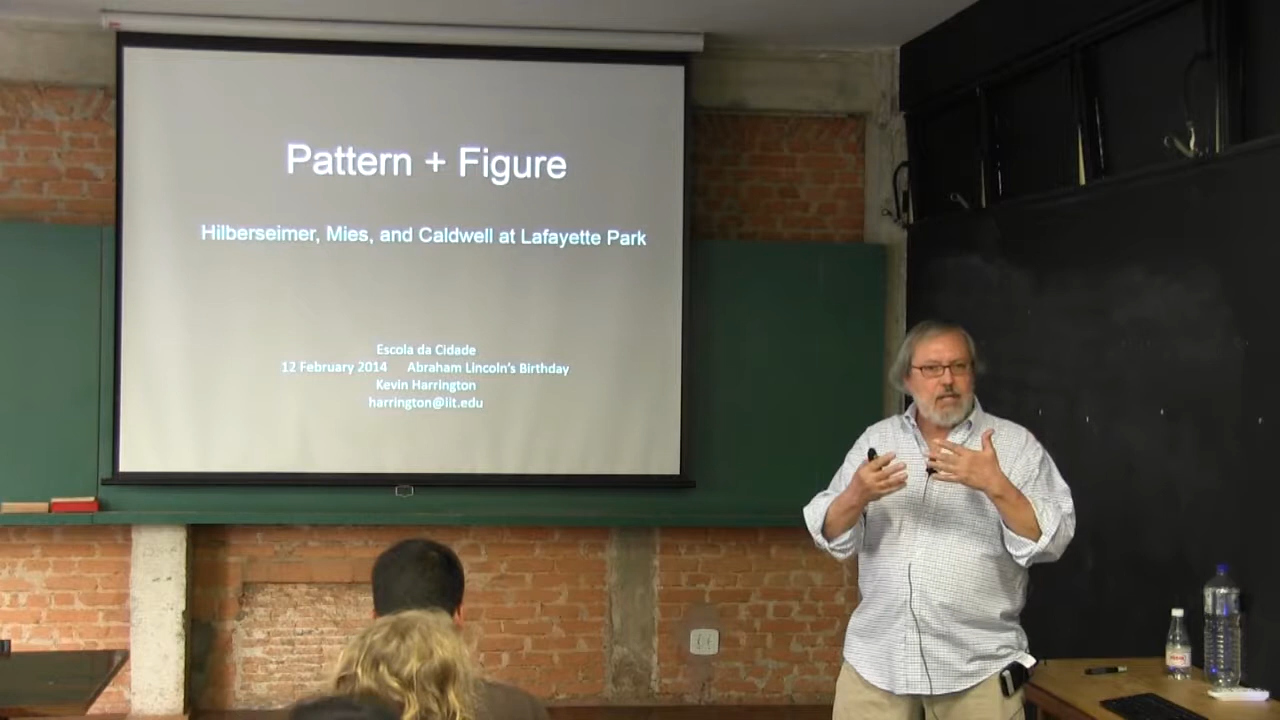 Pattern + Figure
Hilberseimer, Mies, and Caldwell at Lafayette Park
Escola da Cidade
12 February 2014 Abraham Lincoln's Birthday
Kevin Harrington
harrington@iit.edu